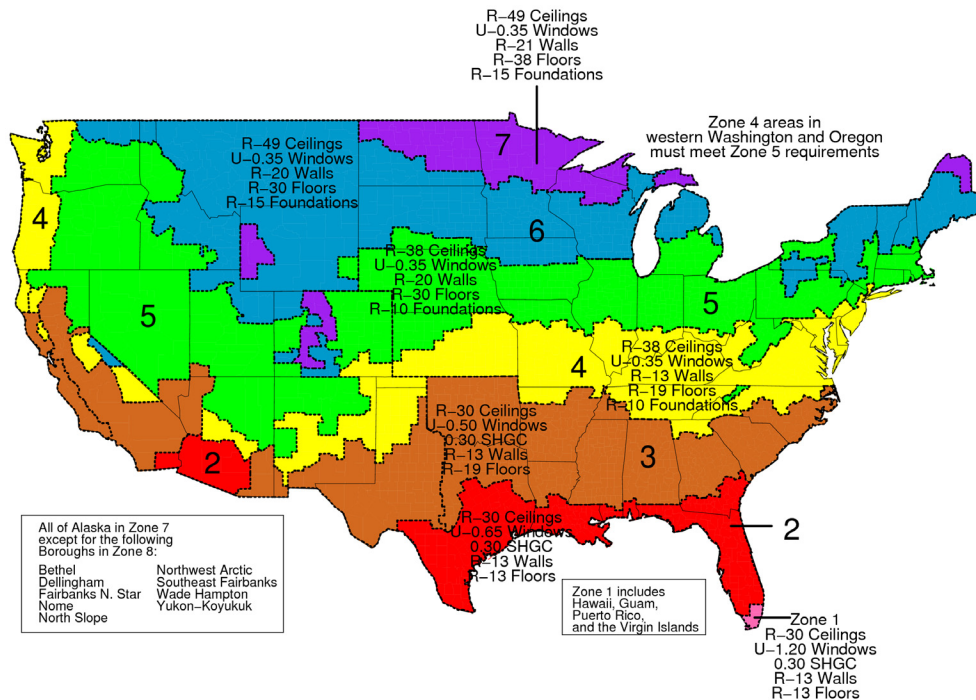 R−49 Ceilings
U−0.35 Windows
R−21 Walls
R−38 Floors
R−15 Foundations
Zone 4 areas in
western Washington and Oregon
must meet Zone 5 requirements
7
R−49 Ceilings
U−0.35 Windows
R−20 Walls
R−30 Floors
R−15 Foundations
4
6
R−38 Ceilings
U−0.35 Windows
R−20 Walls
R−30 Floors
R−10 Foundations
5
5
R−38 Ceilings
U−0.35 Windows
R−13 Walls
R−19 Floors
R−10 Foundations
4
R−30 Ceilings
U−0.50 Windows
0.30 SHGC
R−13 Walls
R−19 Floors
3
2
R−30 Ceilings
U−0.65 Windows
0.30 SHGC
R−13 Walls
R−13 Floors
2
All of Alaska in Zone 7
except for the following
Boroughs in Zone 8:
Bethel
Dellingham
Fairbanks N. Star
Nome
North Slope
Northwest Arctic
Southeast Fairbanks
Wade Hampton
Yukon−Koyukuk
Zone 1 includes
Hawaii, Guam,
Puerto Rico,
and the Virgin Islands
Zone 1
R−30 Ceilings
U−1.20 Windows
0.30 SHGC
R−13 Walls
R−13 Floors